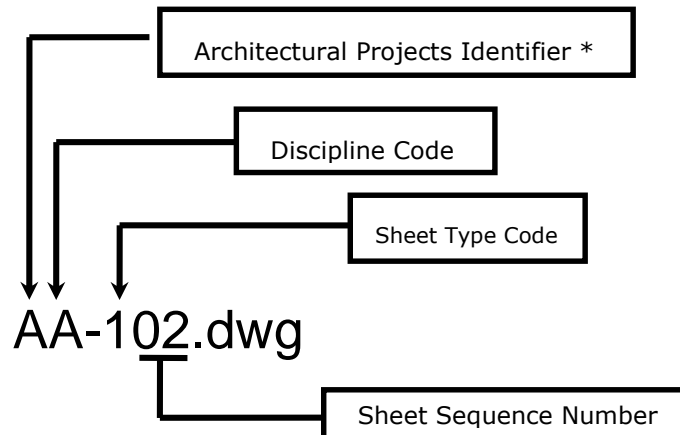 Architectural Projects Identifier *
Discipline Code
Sheet Type Code
AA-102.dwg
Sheet Sequence Number